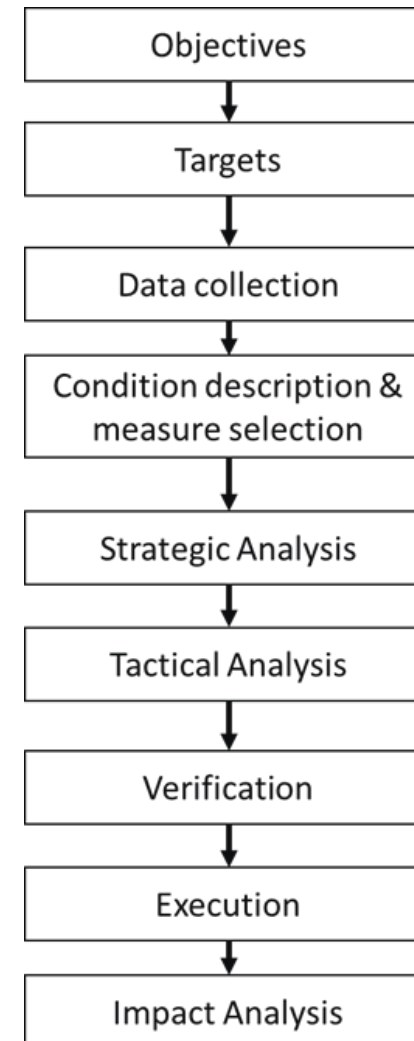 Objectives
Targets
Data collection
Condition description &
measure selection
Strategic Analysis
Tactical Analysis
Verification
Execution
Impact Analysis